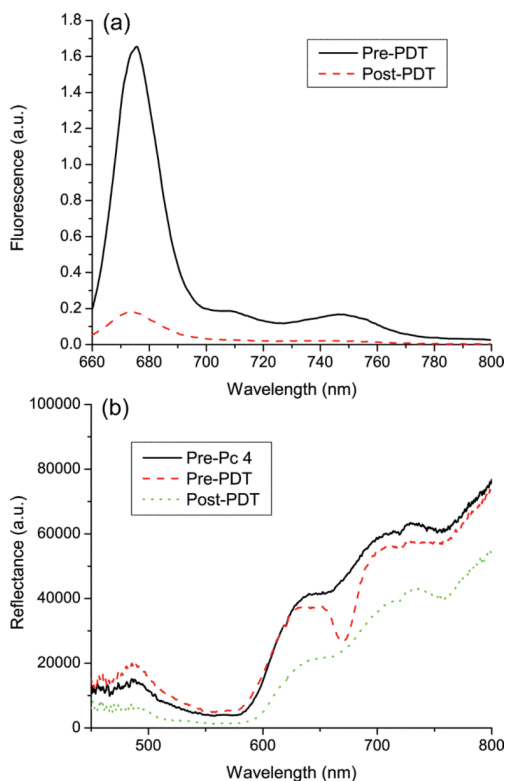 (a)
Pre-PDT
Post-PDT
Fluorescence (a.u.)
1.8
1.6
1.4
1.2
1.0
0.8
0.6
0.4
0.2
0.0
660 680 700 720 740 760 780 800
Wavelength (nm)
(b)
Pre-Pc 4
Pre-PDT
Post-PDT
Reflectance (a.u.)
100000
80000
60000
40000
20000
0
500 600 700 800
Wavelength (nm)